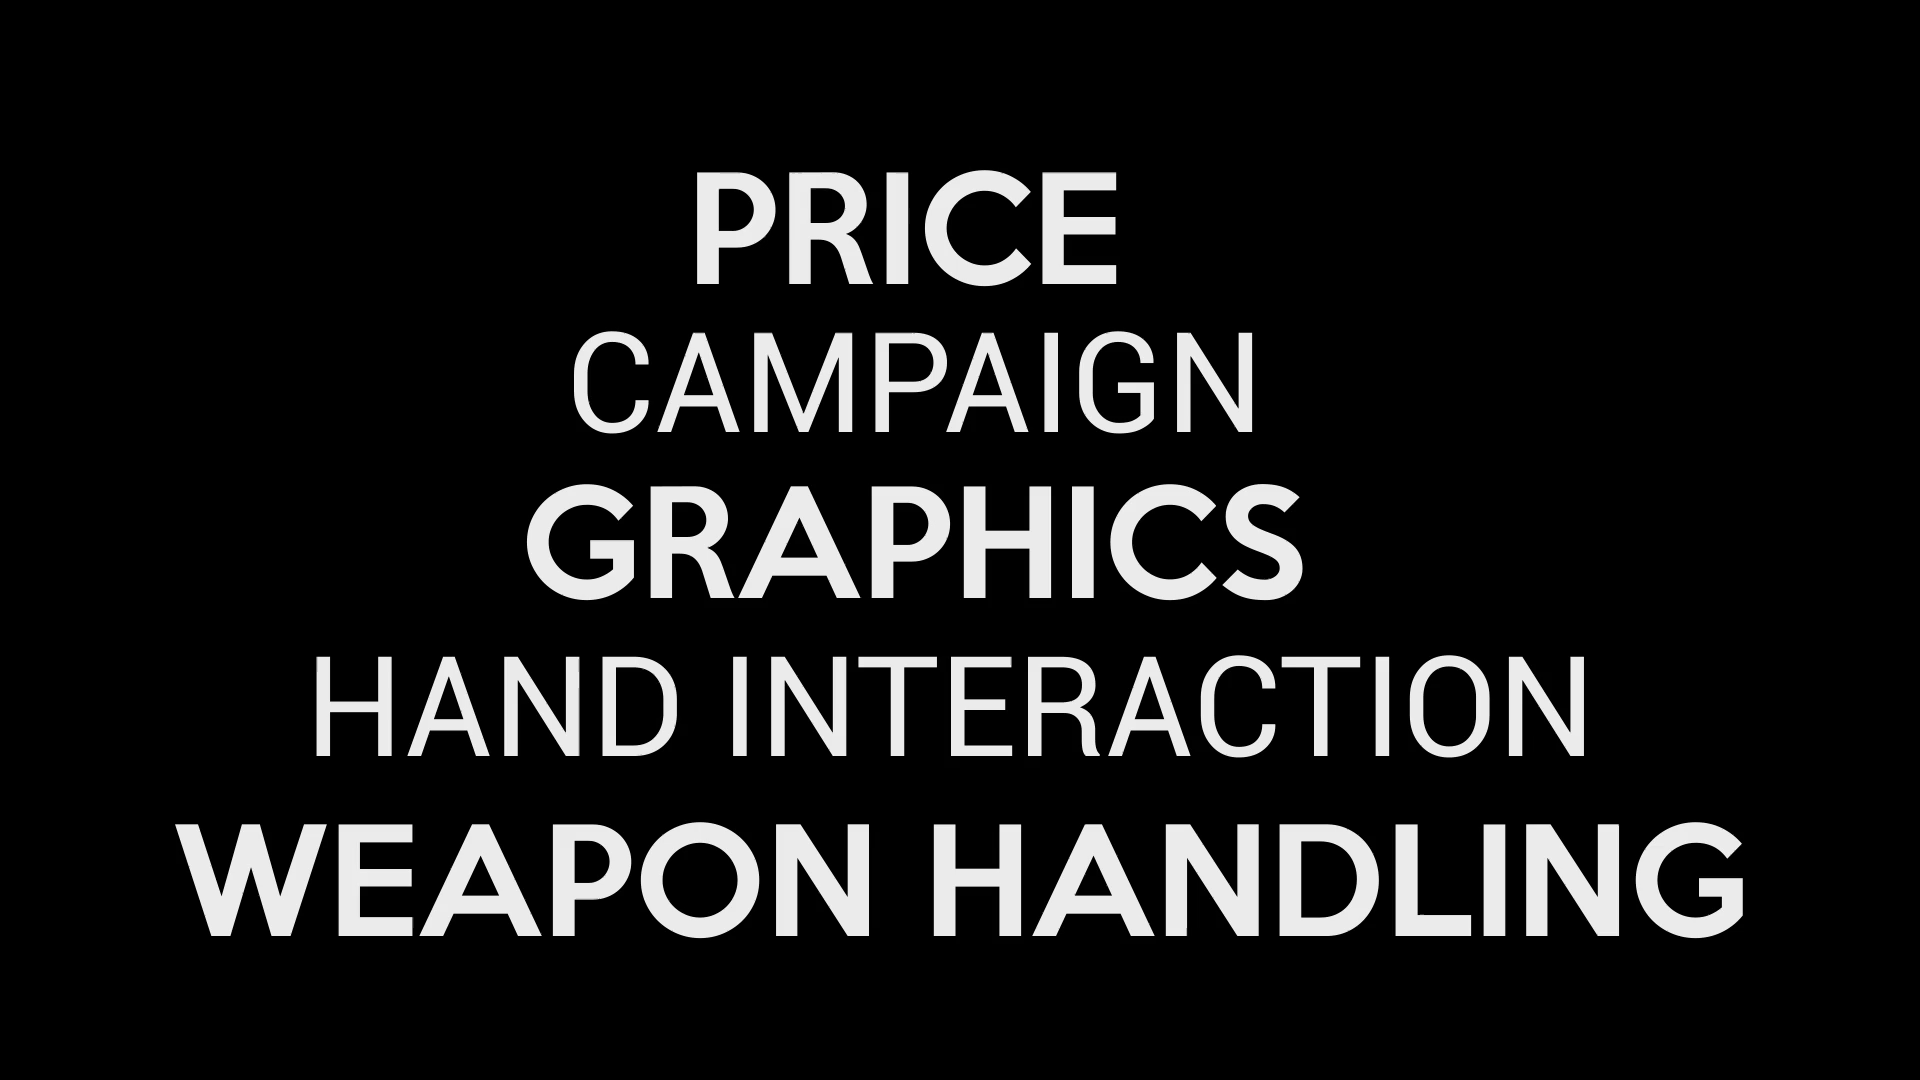 PRICE
CAMPAIGN
GRAPHICS
HAND INTERACTION
WEAPON HANDLING